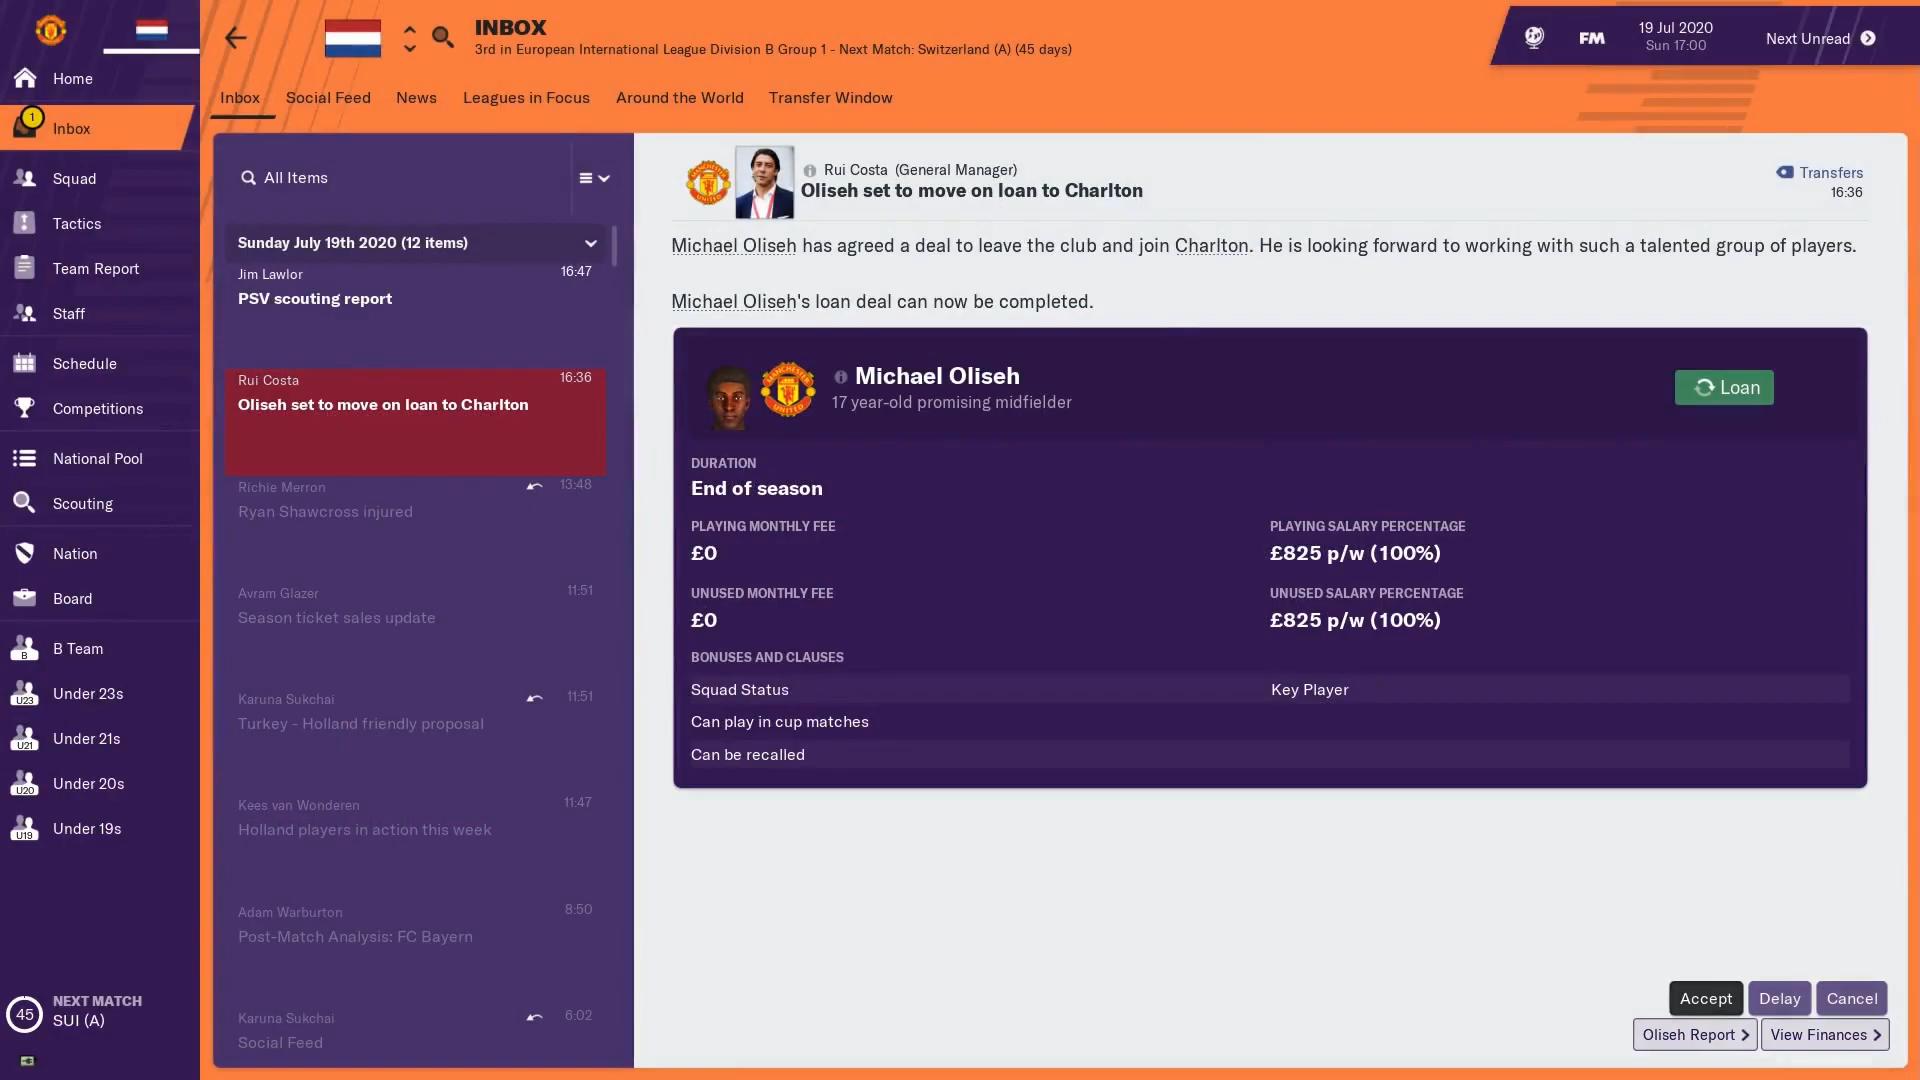 INBOX
3rd in European International League Division B Group 1 - Next Match: Switzerland (A) (45 days)
FM
19 Jul 2020
Sun 17:00
Next Unread
Home
1
Inbox
Squad
Tactics
Team Report
Staff
Schedule
Competitions
National Pool
Scouting
Nation
Board
B
B Team
U23
Under 23s
U21
Under 21s
U20
Under 20s
U19
Under 19s
45
NEXT MATCH
SUI (A)
Inbox Social Feed News Leagues in Focus Around the World Transfer Window
All Items
Sunday July 19th 2020 (12 items)
Jim Lawlor 16:47
PSV scouting report
Rui Costa 16:36
Oliseh set to move on loan to Charlton
Richie Merron 13:48
Ryan Shawcross injured
Avram Glazer 11:51
Season ticket sales update
Karuna Sukchai 11:51
Turkey - Holland friendly proposal
Kees van Wonderen 11:47
Holland players in action this week
Adam Warburton 8:50
Post-Match Analysis: FC Bayern
Karuna Sukchai 6:02
Social Feed
Rui Costa (General Manager)
Oliseh set to move on loan to Charlton
Transfers
16:36
Michael Oliseh has agreed a deal to leave the club and join Charlton. He is looking forward to working with such a talented group of players.
Michael Oliseh's loan deal can now be completed.
Michael Oliseh
17 year-old promising midfielder
Loan
DURATION
End of season
PLAYING MONTHLY FEE PLAYING SALARY PERCENTAGE
£0 £825 p/w (100%)
UNUSED MONTHLY FEE UNUSED SALARY PERCENTAGE
£0 £825 p/w (100%)
BONUSES AND CLAUSES
Squad Status Key Player
Can play in cup matches
Can be recalled
Accept Delay Cancel
Oliseh Report View Finances